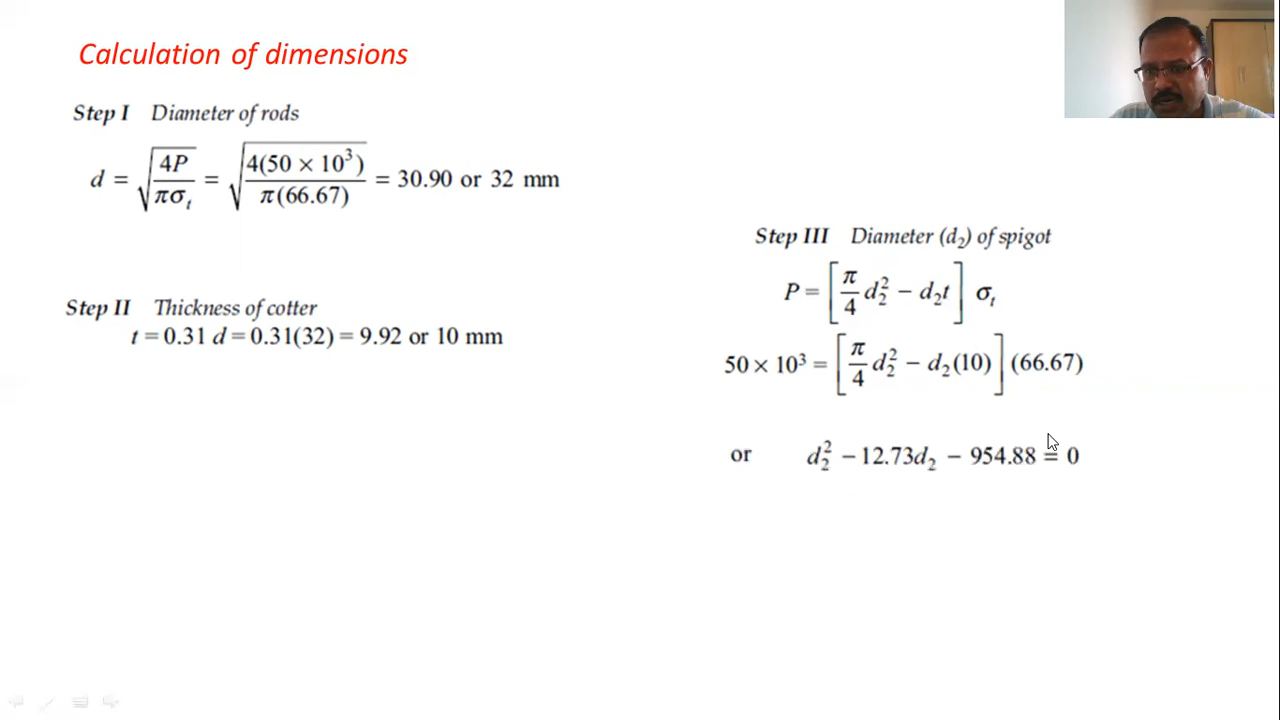 Calculation of dimensions
Step I Diameter of rods
d = √(4P / πσₜ) = √(4(50 × 10³) / π(66.67)) = 30.90 or 32 mm
Step II Thickness of cotter
t = 0.31 d = 0.31(32) = 9.92 or 10 mm
Step III Diameter (d₂) of spigot
P = [π/4 d₂² − d₂t] σₜ
50 × 10³ = [π/4 d₂² − d₂(10)] (66.67)
or d₂² − 12.73d₂ − 954.88 = 0